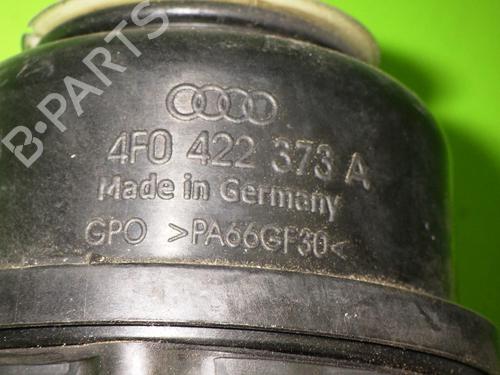 B-PARTS
4F0 422 373 A
Made in Germany
GPO >PA66GF30<